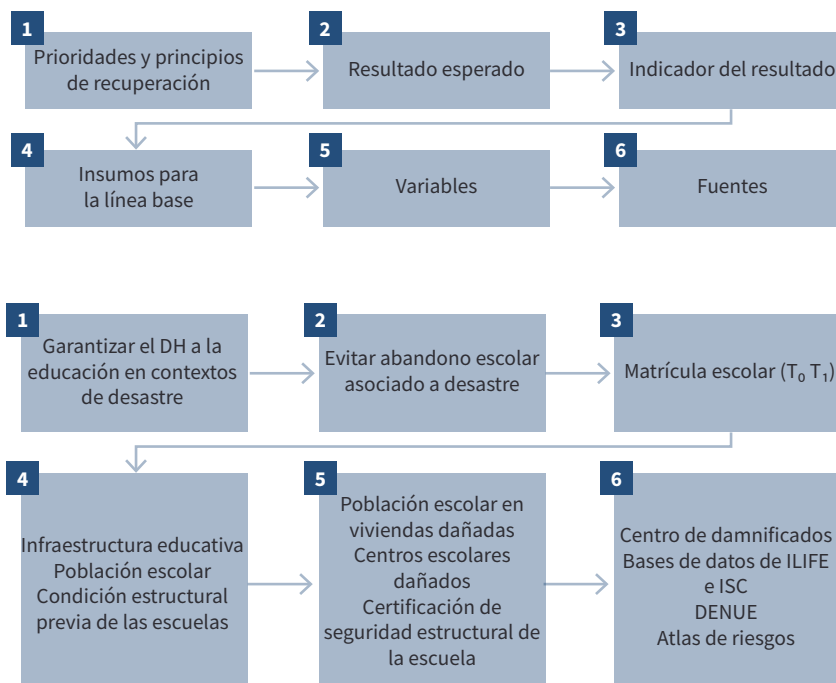 1
Prioridades y principios
de recuperación
2
Resultado esperado
3
Indicador del resultado
4
Insumos para
la línea base
5
Variables
6
Fuentes
1
Garantizar el DH a la
educación en contextos
de desastre
2
Evitar abandono escolar
asociado a desastre
3
Matrícula escolar (T₀ T₁)
4
Infraestructura educativa
Población escolar
Condición estructural
previa de las escuelas
5
Población escolar en
viviendas dañadas
Centros escolares
dañados
Certificación de
seguridad estructural de
la escuela
6
Centro de damnificados
Bases de datos de ILIFE
e ISC
DENUE
Atlas de riesgos